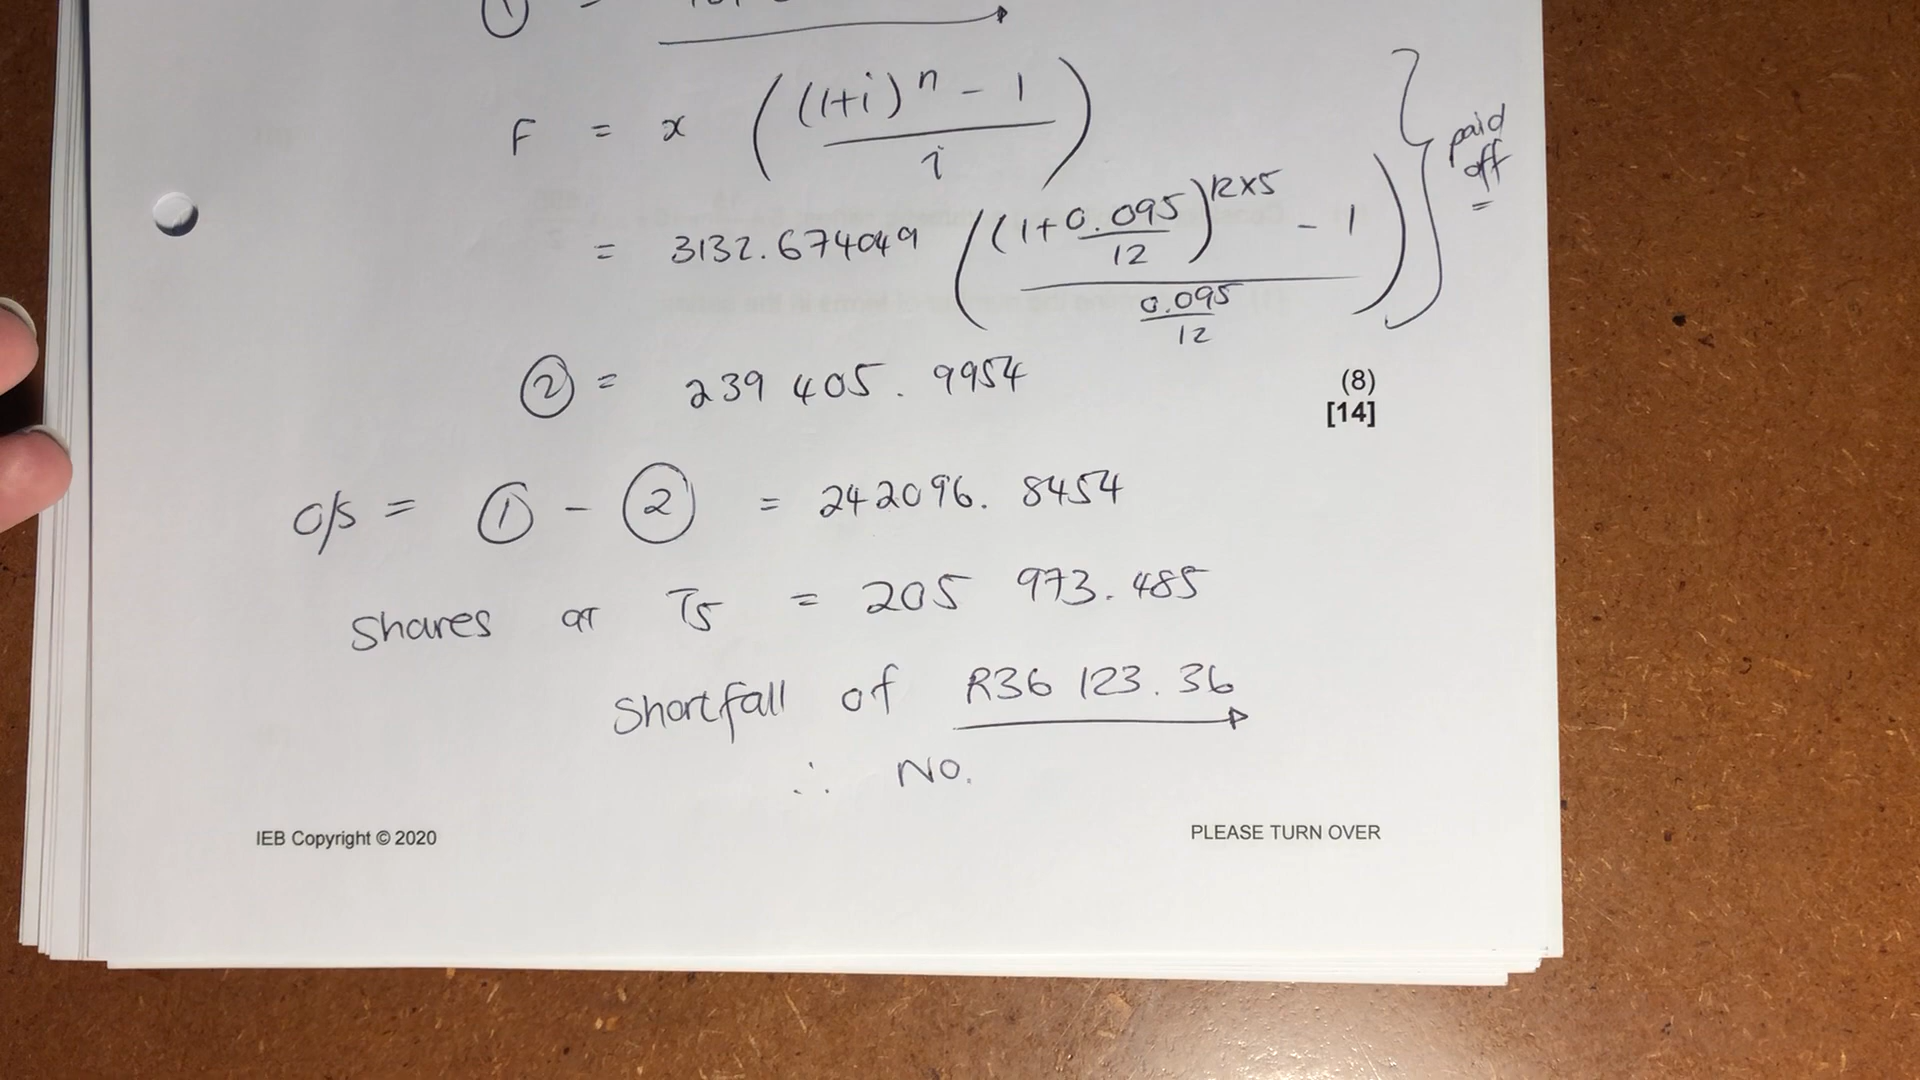 ① =
F = x ( ((1+i)^n - 1) / i )
= 3132.674049 ( ((1+0.095/12)^12x5 - 1) / (0.095/12) )
paid off =
② = 239 405.9954
(8)
[14]
o/s = ① - ② = 242096.8454
Shares at T5 = 205 973.485
Shortfall of R36 123.36
∴ No.
IEB Copyright © 2020
PLEASE TURN OVER